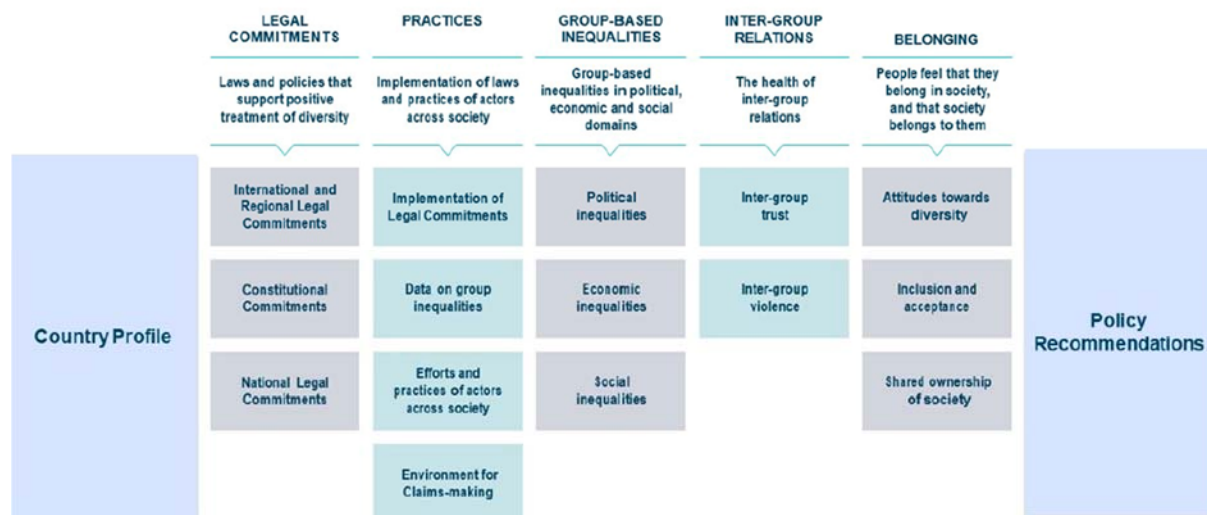 LEGAL
COMMITMENTS
Laws and policies that
support positive
treatment of diversity
International and
Regional Legal
Commitments
Constitutional
Commitments
National Legal
Commitments
PRACTICES
Implementation of laws
and practices of actors
across society
Implementation of
Legal Commitments
Data on group
inequalities
Efforts and
practices of actors
across society
Environment for
Claims-making
GROUP-BASED
INEQUALITIES
Group-based
inequalities in political,
economic and social
domains
Political
inequalities
Economic
inequalities
Social
inequalities
INTER-GROUP
RELATIONS
The health of
inter-group
relations
Inter-group
trust
Inter-group
violence
BELONGING
People feel that they
belong in society,
and that society
belongs to them
Attitudes towards
diversity
Inclusion and
acceptance
Shared ownership
of society
Country Profile
Policy
Recommendations